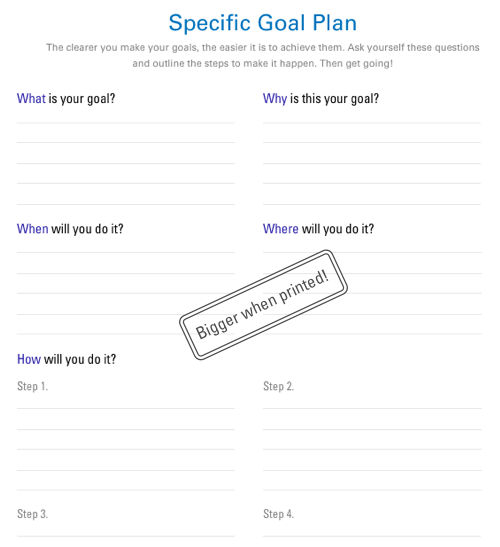 Specific Goal Plan
The clearer you make your goals, the easier it is to achieve them. Ask yourself these questions
and outline the steps to make it happen. Then get going!
What is your goal?
Why is this your goal?
When will you do it?
Where will you do it?
Bigger when printed!
How will you do it?
Step 1.
Step 2.
Step 3.
Step 4.